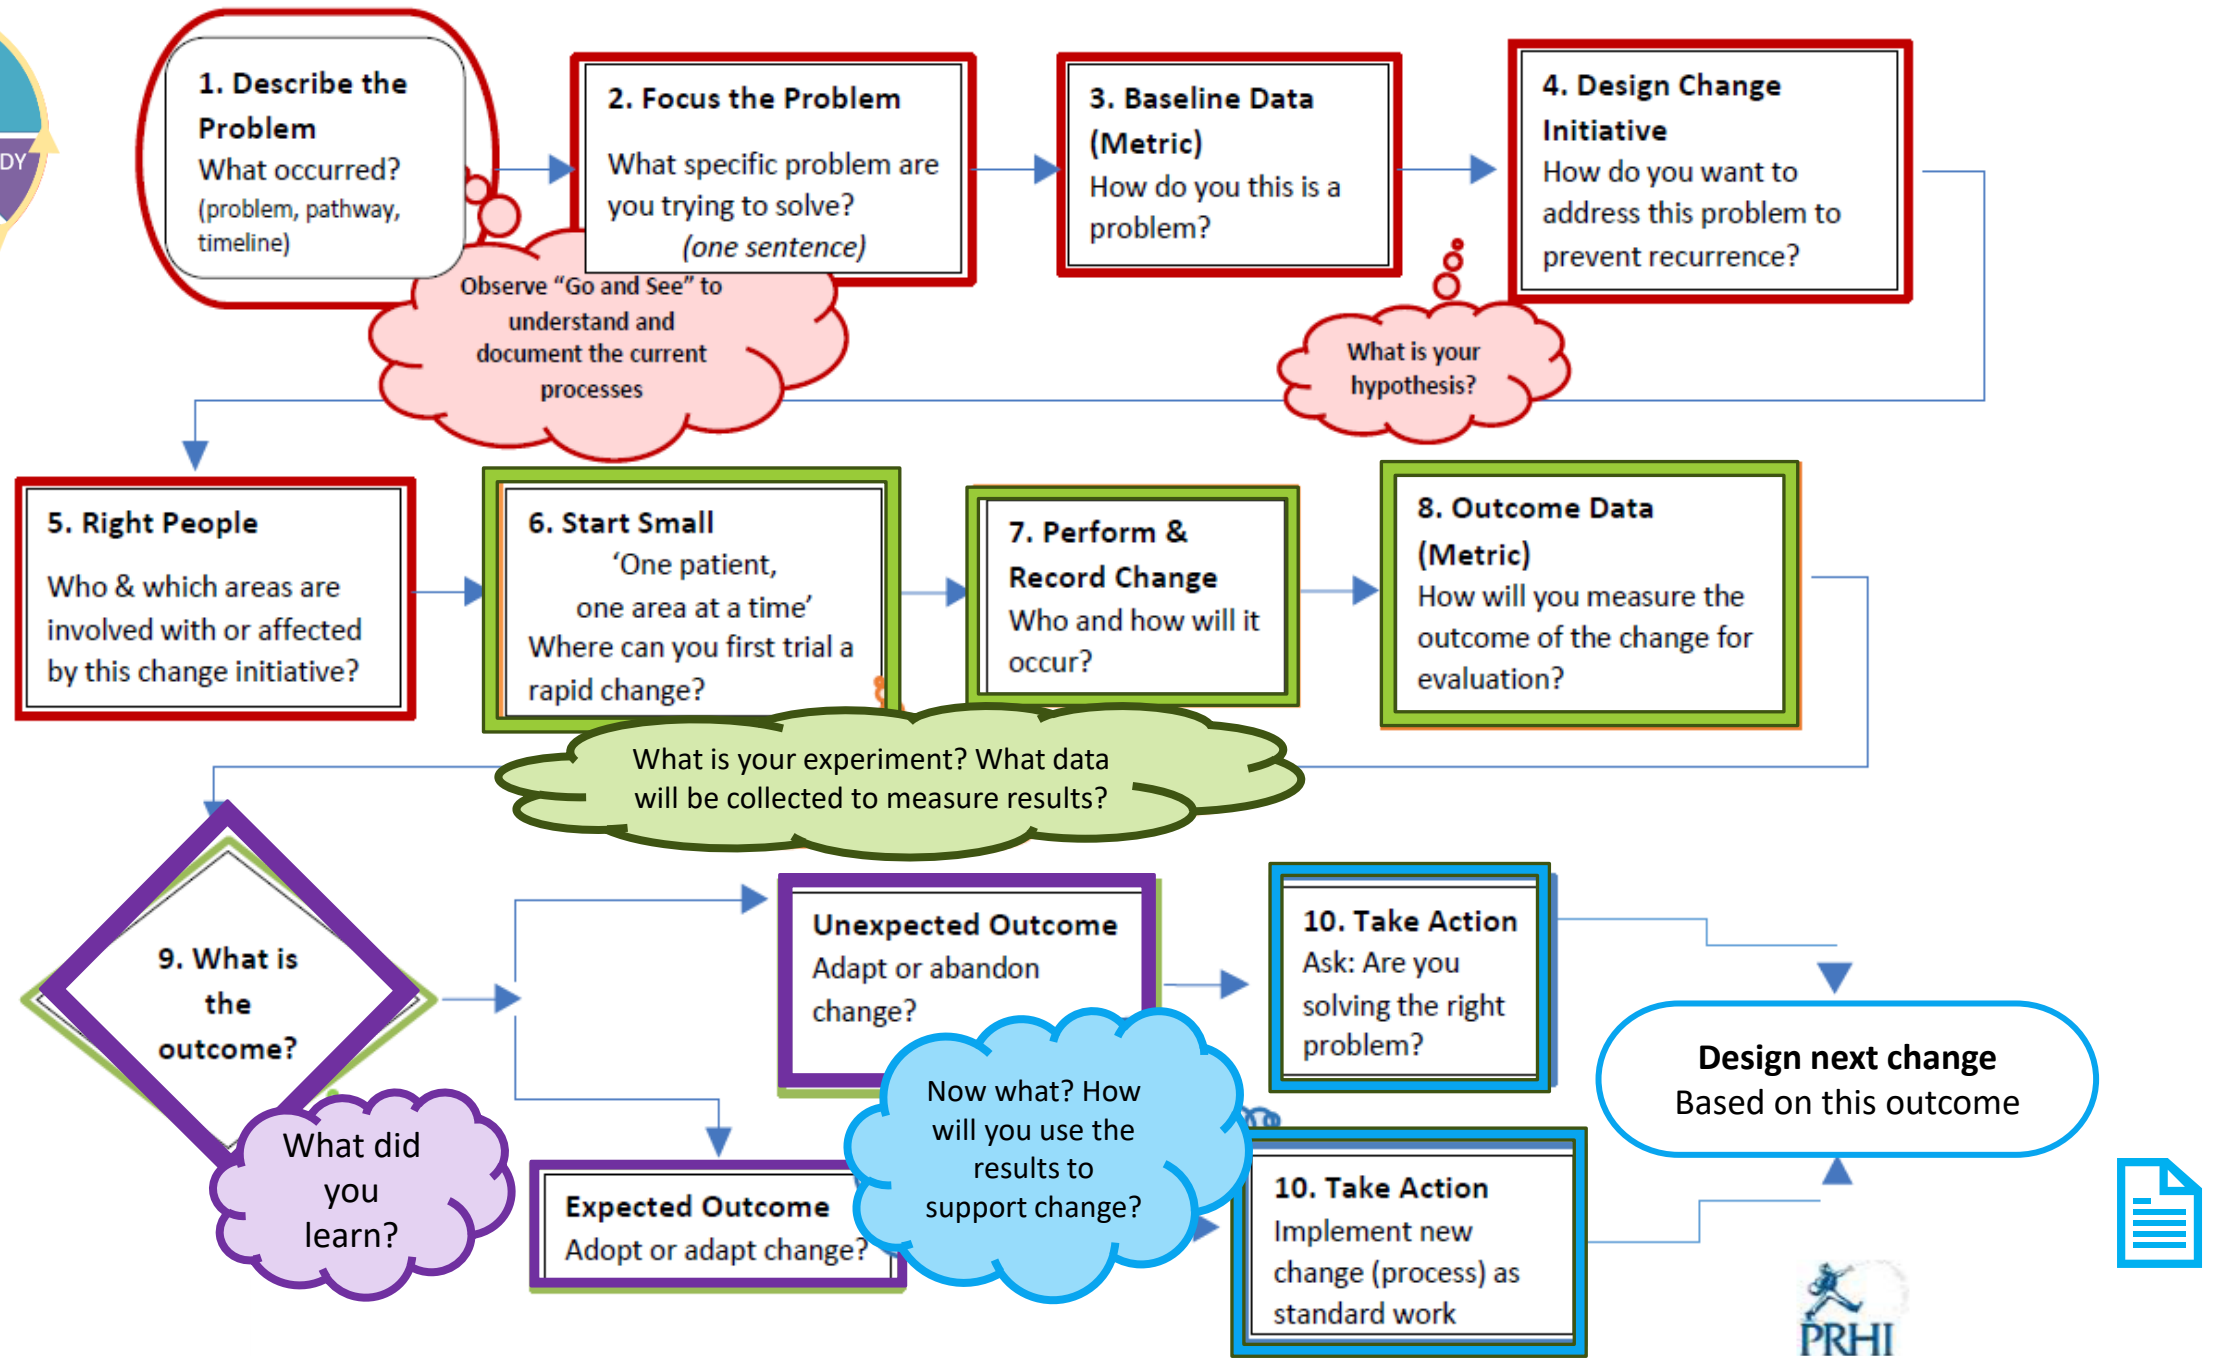 DY
1. Describe the
Problem
What occurred?
(problem, pathway,
timeline)
2. Focus the Problem
What specific problem are
you trying to solve?
(one sentence)
3. Baseline Data
(Metric)
How do you this is a
problem?
4. Design Change
Initiative
How do you want to
address this problem to
prevent recurrence?
Observe “Go and See” to
understand and
document the current
processes
What is your
hypothesis?
5. Right People
Who & which areas are
involved with or affected
by this change initiative?
6. Start Small
‘One patient,
one area at a time’
Where can you first trial a
rapid change?
7. Perform &
Record Change
Who and how will it
occur?
8. Outcome Data
(Metric)
How will you measure the
outcome of the change for
evaluation?
What is your experiment? What data
will be collected to measure results?
9. What is
the
outcome?
What did
you
learn?
Unexpected Outcome
Adapt or abandon
change?
Expected Outcome
Adopt or adapt change?
Now what? How
will you use the
results to
support change?
10. Take Action
Ask: Are you
solving the right
problem?
10. Take Action
Implement new
change (process) as
standard work
Design next change
Based on this outcome
PRHI